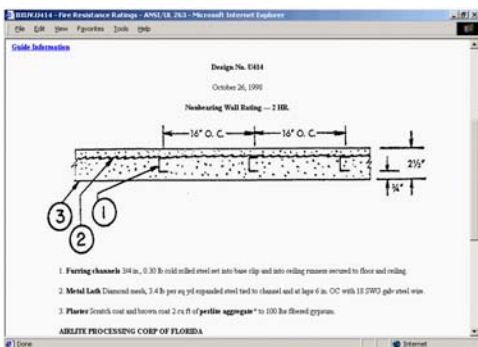 BXUV.U414 - Fire Resistance Ratings - ANSI/UL 263 - Microsoft Internet Explorer
File Edit View Favorites Tools Help
Guide Information
Design No. U414
October 26, 1998
Nonbearing Wall Rating — 2 HR.
16" O. C. 16" O. C.
2½"
¾"
3
2
1
1. Furring channels 3/4 in., 0.30 lb cold rolled steel set into base clip and into ceiling runners secured to floor and ceiling.
2. Metal Lath Diamond mesh, 3.4 lb per sq yd expanded steel tied to channel and at laps 6 in. OC with 18 SWG galv steel wire.
3. Plaster Scratch coat and brown coat 2 cu ft of perlite aggregate* to 100 lbs fibered gypsum.
AIRLITE PROCESSING CORP OF FLORIDA
Done Internet